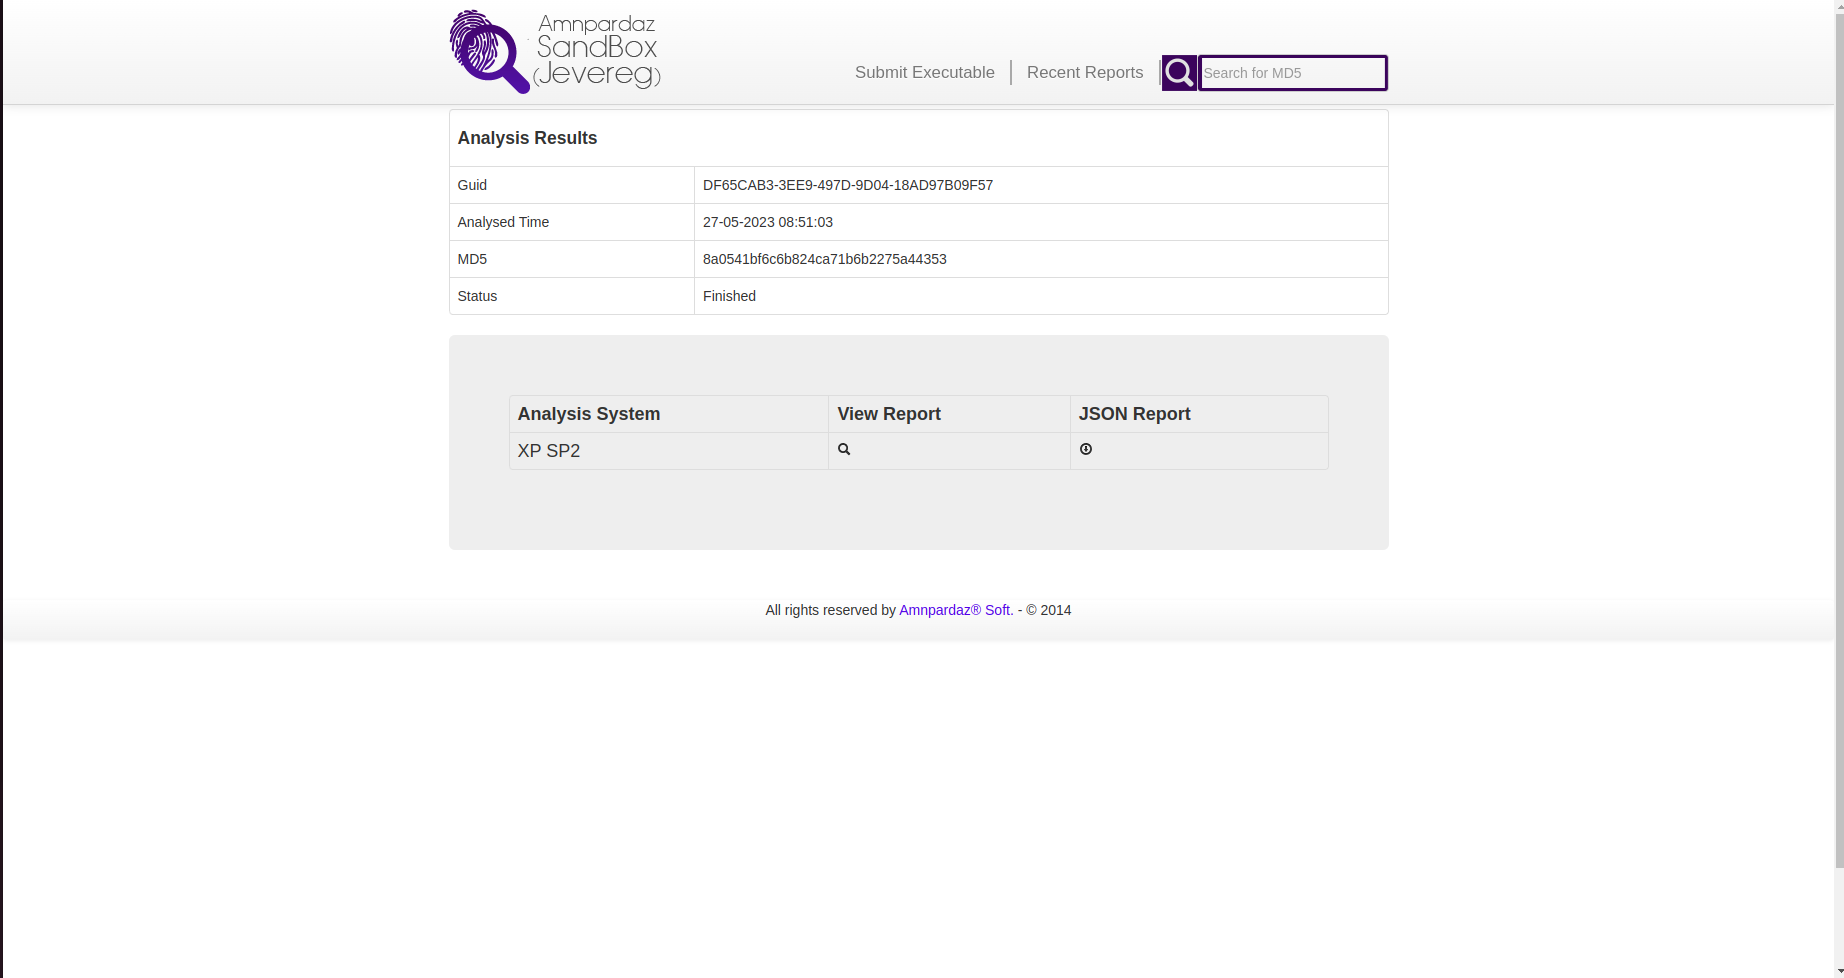 Amnpardaz
SandBox
(Jevereg)
Submit Executable
Recent Reports
Search for MD5
Analysis Results
Guid DF65CAB3-3EE9-497D-9D04-18AD97B09F57
Analysed Time 27-05-2023 08:51:03
MD5 8a0541bf6c6b824ca71b6b2275a44353
Status Finished
Analysis System View Report JSON Report
XP SP2
All rights reserved by Amnpardaz® Soft. - © 2014